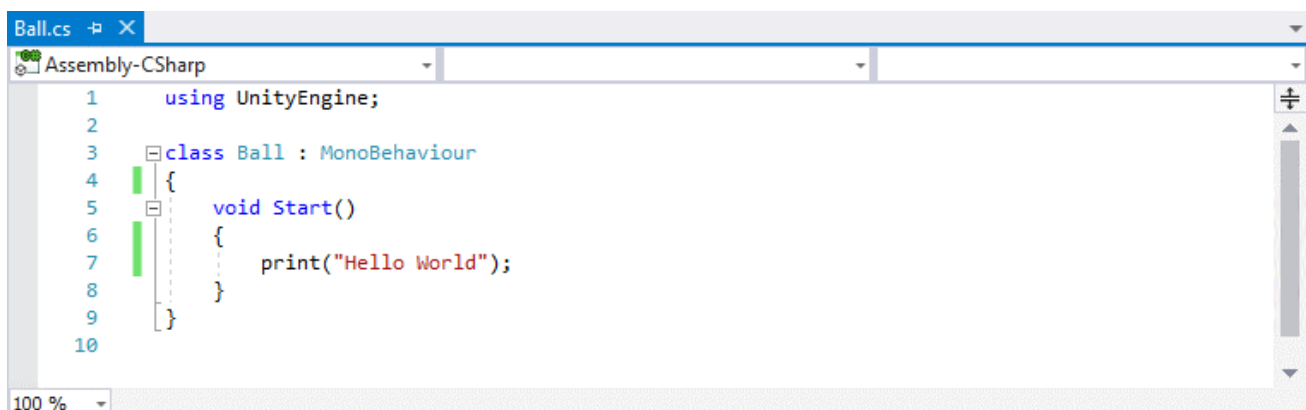 Ball.cs
Assembly-CSharp
1 using UnityEngine;
2
3 class Ball : MonoBehaviour
4 {
5 void Start()
6 {
7 print("Hello World");
8 }
9 }
10
100 %